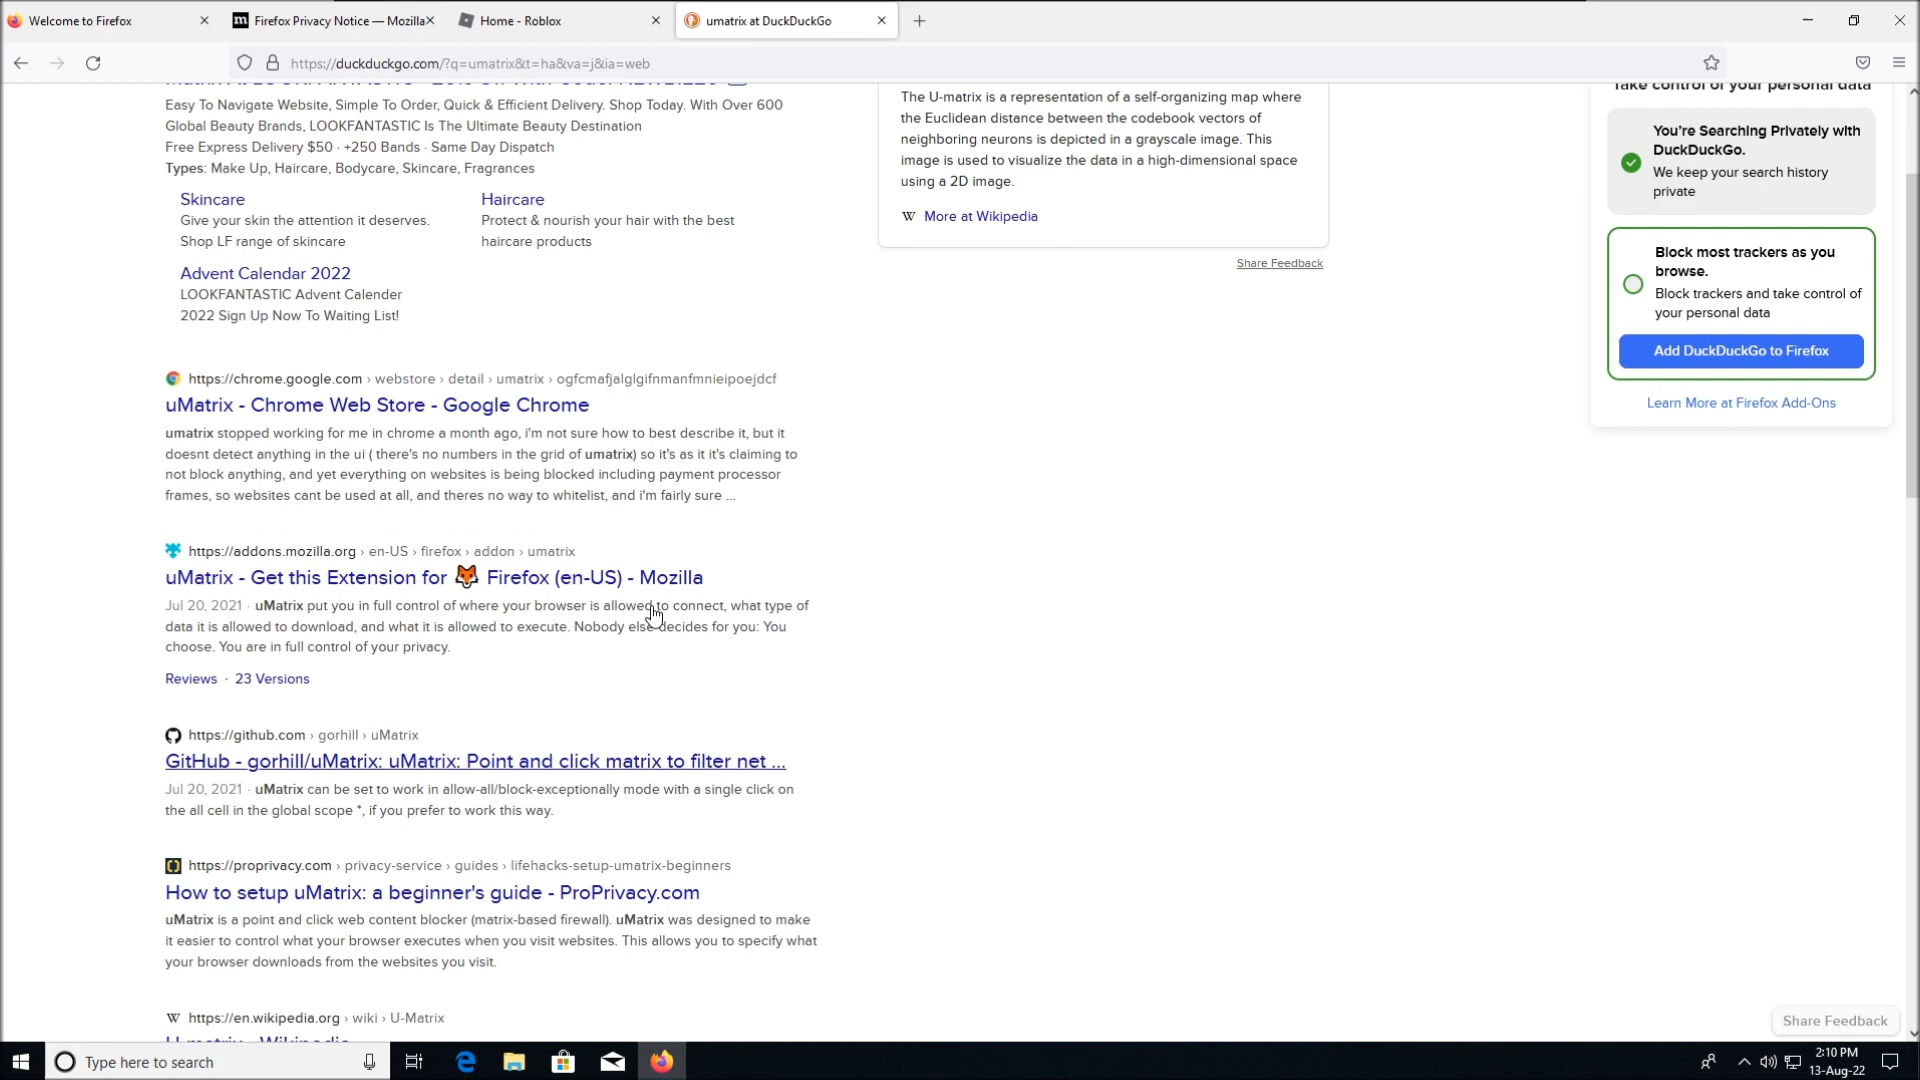 Welcome to Firefox
Firefox Privacy Notice — Mozilla
Home - Roblox
umatrix at DuckDuckGo
https://duckduckgo.com/?q=umatrix&t=ha&va=j&ia=web
Easy To Navigate Website, Simple To Order, Quick & Efficient Delivery. Shop Today. With Over 600
Global Beauty Brands, LOOKFANTASTIC Is The Ultimate Beauty Destination
Free Express Delivery $50 · +250 Bands · Same Day Dispatch
Types: Make Up, Haircare, Bodycare, Skincare, Fragrances
Skincare
Give your skin the attention it deserves.
Shop LF range of skincare
Haircare
Protect & nourish your hair with the best
haircare products
Advent Calendar 2022
LOOKFANTASTIC Advent Calender
2022 Sign Up Now To Waiting List!
https://chrome.google.com › webstore › detail › umatrix › ogfcmafjalglgifnmanfmnieipoejdcf
uMatrix - Chrome Web Store - Google Chrome
umatrix stopped working for me in chrome a month ago, i'm not sure how to best describe it, but it
doesnt detect anything in the ui ( there's no numbers in the grid of umatrix) so it's as it it's claiming to
not block anything, and yet everything on websites is being blocked including payment processor
frames, so websites cant be used at all, and theres no way to whitelist, and i'm fairly sure ...
https://addons.mozilla.org › en-US › firefox › addon › umatrix
uMatrix - Get this Extension for 🦊 Firefox (en-US) - Mozilla
Jul 20, 2021 · uMatrix put you in full control of where your browser is allowed to connect, what type of
data it is allowed to download, and what it is allowed to execute. Nobody else decides for you: You
choose. You are in full control of your privacy.
Reviews · 23 Versions
https://github.com › gorhill › uMatrix
GitHub - gorhill/uMatrix: uMatrix: Point and click matrix to filter net ...
Jul 20, 2021 · uMatrix can be set to work in allow-all/block-exceptionally mode with a single click on
the all cell in the global scope *, if you prefer to work this way.
https://proprivacy.com › privacy-service › guides › lifehacks-setup-umatrix-beginners
How to setup uMatrix: a beginner's guide - ProPrivacy.com
uMatrix is a point and click web content blocker (matrix-based firewall). uMatrix was designed to make
it easier to control what your browser executes when you visit websites. This allows you to specify what
your browser downloads from the websites you visit.
W https://en.wikipedia.org › wiki › U-Matrix
U-matrix - Wikipedia
The U-matrix is a representation of a self-organizing map where
the Euclidean distance between the codebook vectors of
neighboring neurons is depicted in a grayscale image. This
image is used to visualize the data in a high-dimensional space
using a 2D image.
W More at Wikipedia
Share Feedback
Take control of your personal data
You're Searching Privately with
DuckDuckGo.
We keep your search history
private
Block most trackers as you
browse.
Block trackers and take control of
your personal data
Add DuckDuckGo to Firefox
Learn More at Firefox Add-Ons
Share Feedback
Type here to search
2:10 PM
13-Aug-22